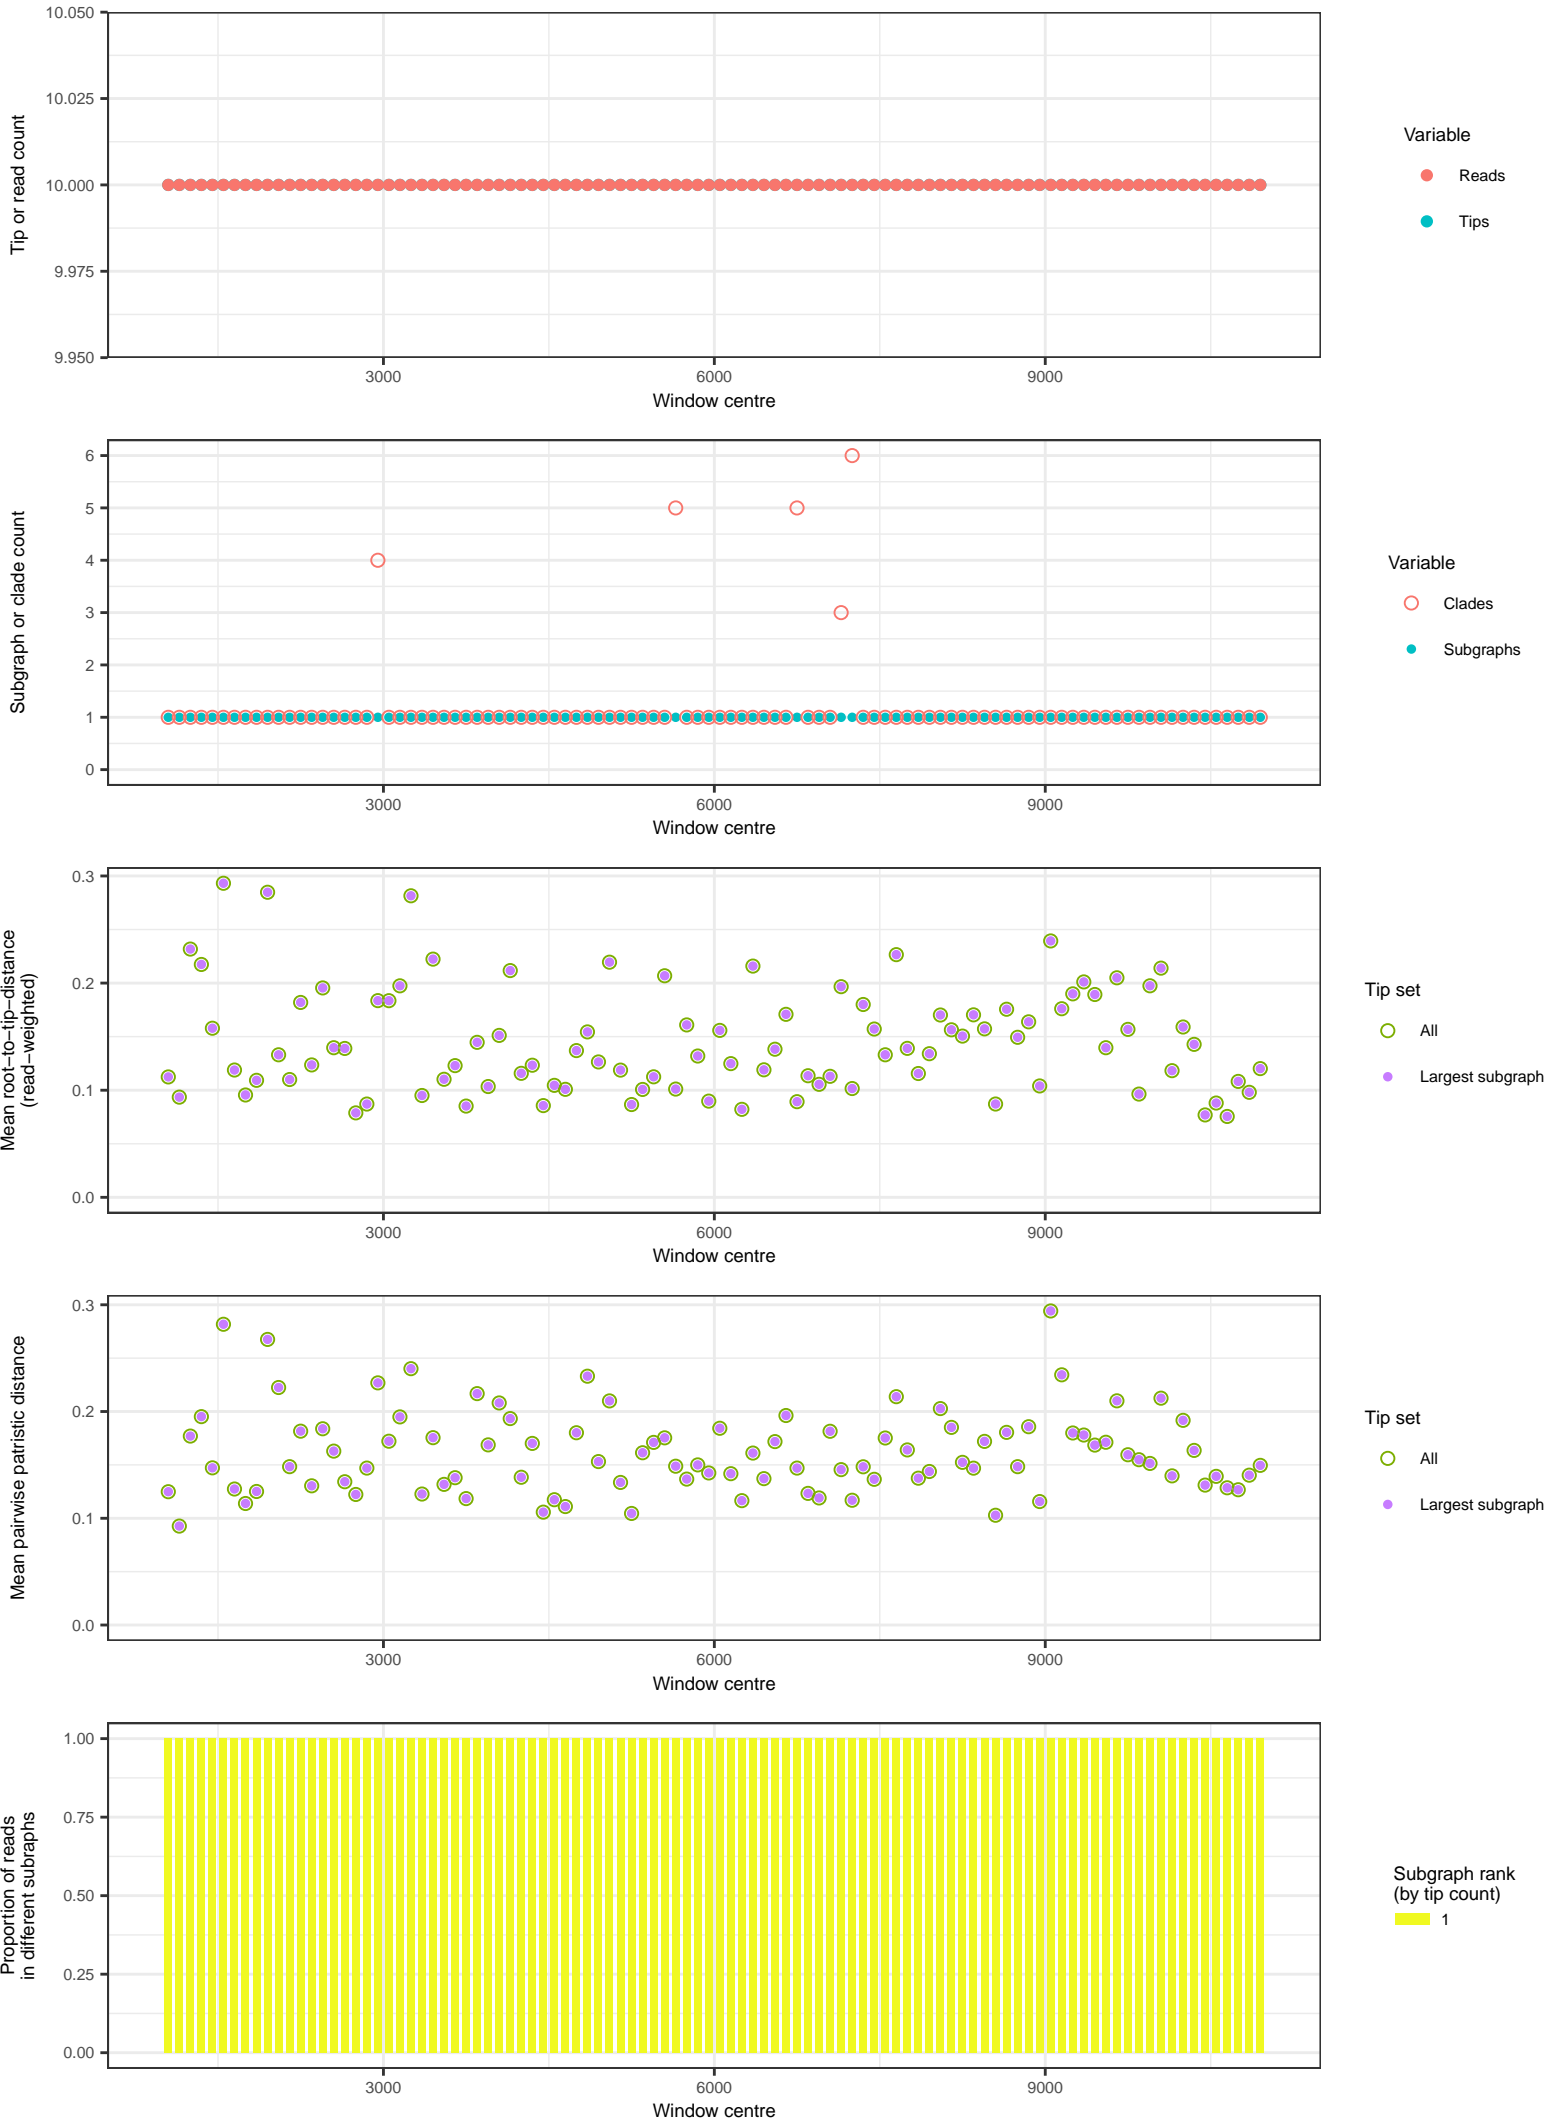 10.050
10.025
10.000
9.975
9.950
Tip or read count
3000 6000 9000
Window centre
Variable
Reads
Tips
6
5
4
3
2
1
0
Subgraph or clade count
3000 6000 9000
Window centre
Variable
Clades
Subgraphs
0.3
0.2
0.1
0.0
Mean root−to−tip−distance
(read−weighted)
3000 6000 9000
Window centre
Tip set
All
Largest subgraph
0.3
0.2
0.1
0.0
Mean pairwise patristic distance
3000 6000 9000
Window centre
Tip set
All
Largest subgraph
1.00
0.75
0.50
0.25
0.00
Proportion of reads
in different subraphs
3000 6000 9000
Window centre
Subgraph rank
(by tip count)
1